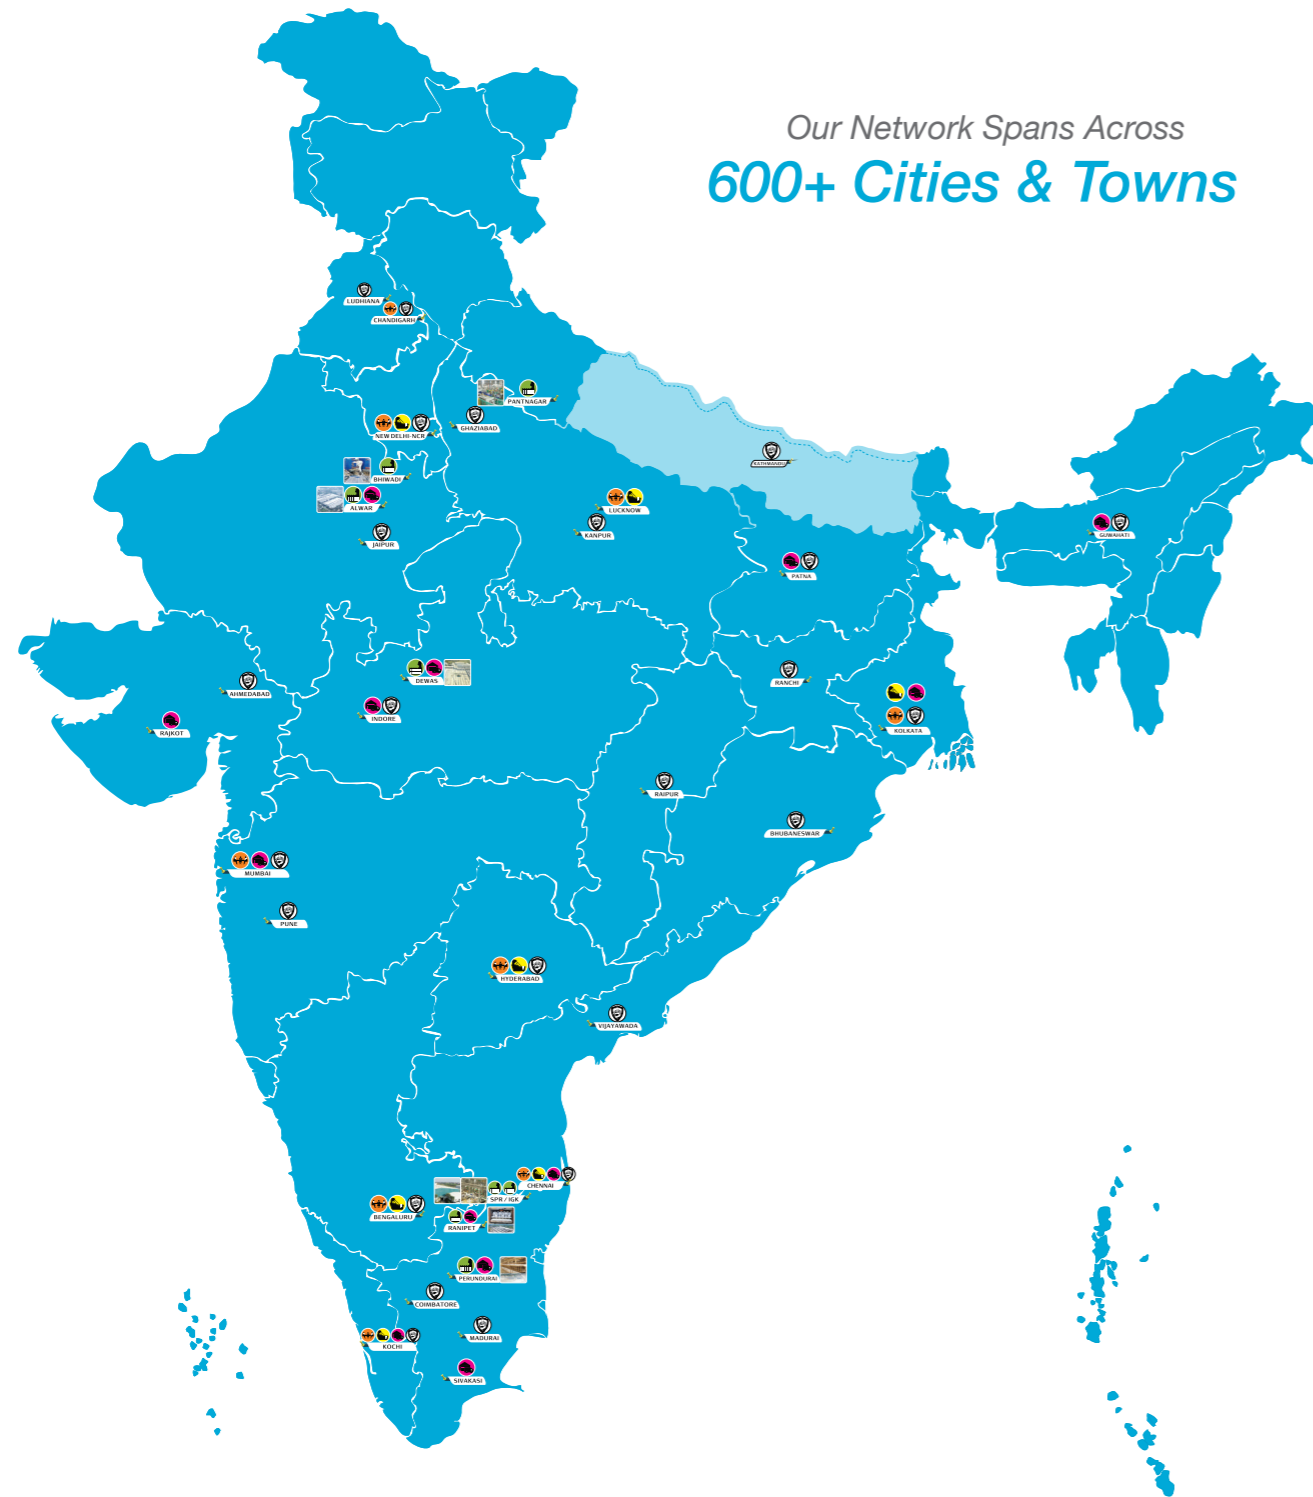 Our Network Spans Across
600+ Cities & Towns
LUDHIANA
CHANDIGARH
PANTNAGAR
GHAZIABAD
NEW DELHI-NCR
KATHMANDU
BHIWADI
ALWAR
LUCKNOW
KANPUR
GUWAHATI
JAIPUR
PATNA
DEWAS
RANCHI
AHMEDABAD
INDORE
RAJKOT
KOLKATA
RAIPUR
BHUBANESWAR
MUMBAI
PUNE
HYDERABAD
VIJAYAWADA
CHENNAI
SPR / IGK
BENGALURU
RANIPET
PERUNDURAI
COIMBATORE
MADURAI
KOCHI
SIVAKASI